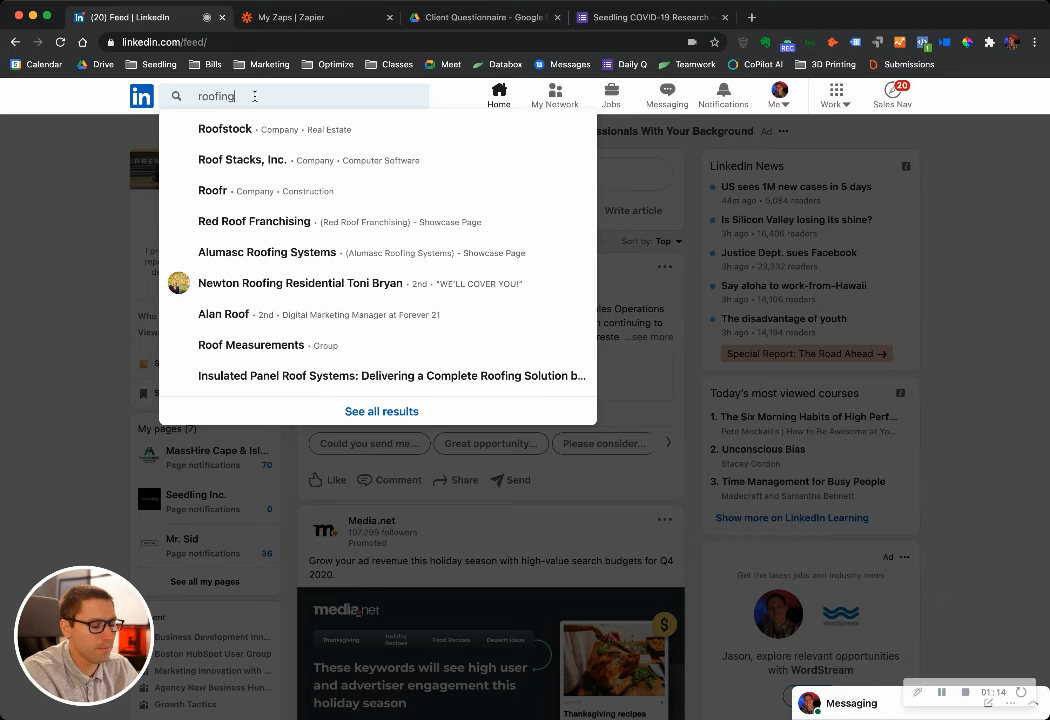 (20) Feed | LinkedIn
My Zaps | Zapier
Client Questionnaire - Google
Seedling COVID-19 Research -
linkedin.com/feed/
REC
1
Calendar
Drive
Seedling
Bills
Marketing
Optimize
Classes
Meet
Databox
Messages
Daily Q
Teamwork
CoPilot AI
3D Printing
Submissions
in
roofing
Home
My Network
Jobs
Messaging
Notifications
Me
Work
20
Sales Nav
Roofstock • Company • Real Estate
Roof Stacks, Inc. • Company • Computer Software
Roofr • Company • Construction
Red Roof Franchising • (Red Roof Franchising) – Showcase Page
Alumasc Roofing Systems • (Alumasc Roofing Systems) – Showcase Page
Newton Roofing Residential Toni Bryan • 2nd • "WE'LL COVER YOU!"
Alan Roof • 2nd • Digital Marketing Manager at Forever 21
Roof Measurements • Group
Insulated Panel Roof Systems: Delivering a Complete Roofing Solution b...
See all results
ssionals With Your Background Ad •••
Write article
Sort by: Top
les Operations
n continuing to
reste ...see more
Could you send me...
Great opportunity...
Please consider...
Like
Comment
Share
Send
My pages (7)
MassHire Cape & Isl...
Page notifications 70
Seedling Inc.
Page notifications 0
Mr. Sid
Page notifications 36
See all my pages
Business Development Inn...
Boston HubSpot User Group
Marketing Innovation with ...
Agency New Business Hun...
Growth Tactics
Media.net
107,299 followers
Promoted
Grow your ad revenue this holiday season with high-value search budgets for Q4
2020.
media.net
Thanksgiving
Holiday
Recipes
Food Recipes
Dessert ideas
These keywords will see high user
and advertiser engagement this
holiday season
$
Thanksgiving recipes
LinkedIn News
US sees 1M new cases in 5 days
44m ago • 5,084 readers
Is Silicon Valley losing its shine?
3h ago • 16,406 readers
Justice Dept. sues Facebook
3h ago • 23,332 readers
Say aloha to work-from-Hawaii
3h ago • 14,106 readers
The disadvantage of youth
3h ago • 14,194 readers
Special Report: The Road Ahead →
Today's most viewed courses
1. The Six Morning Habits of High Perf...
Pete Mockaitis | How to Be Awesome at Yo...
2. Unconscious Bias
Stacey Gordon
3. Time Management for Busy People
Madecraft and Samantha Bennett
Show more on LinkedIn Learning
Ad •••
Get the latest jobs and industry news
WordStream
Jason, explore relevant opportunities
with WordStream
01:14
Messaging